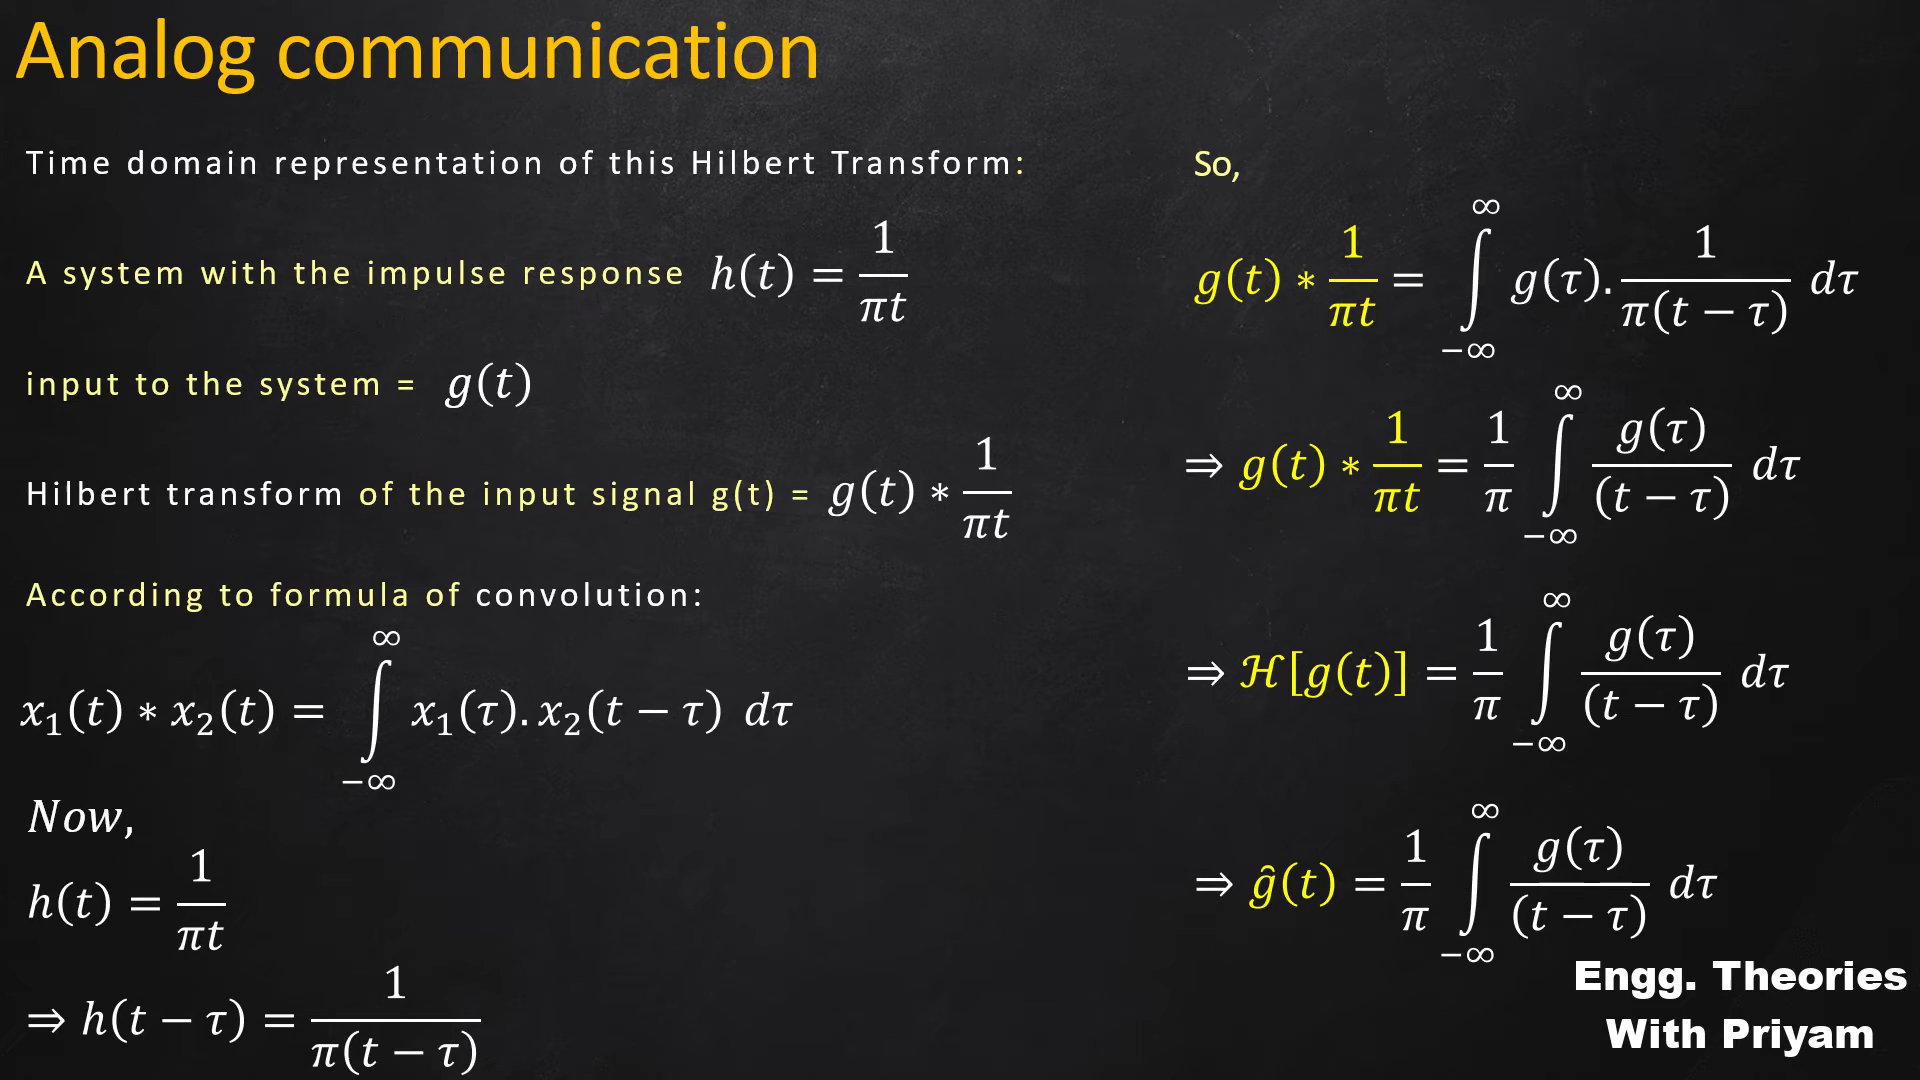 Analog communication
Time domain representation of this Hilbert Transform:
A system with the impulse response h(t) = 1/πt
input to the system = g(t)
Hilbert transform of the input signal g(t) = g(t) * 1/πt
According to formula of convolution:
x₁(t) * x₂(t) = ∫_{−∞}^{∞} x₁(τ). x₂(t − τ) dτ
Now,
h(t) = 1/πt
⇒ h(t − τ) = 1/π(t − τ)
So,
g(t) * 1/πt = ∫_{−∞}^{∞} g(τ). 1/π(t − τ) dτ
⇒ g(t) * 1/πt = 1/π ∫_{−∞}^{∞} g(τ)/(t − τ) dτ
⇒ ℋ[g(t)] = 1/π ∫_{−∞}^{∞} g(τ)/(t − τ) dτ
⇒ ĝ(t) = 1/π ∫_{−∞}^{∞} g(τ)/(t − τ) dτ
Engg. Theories
With Priyam